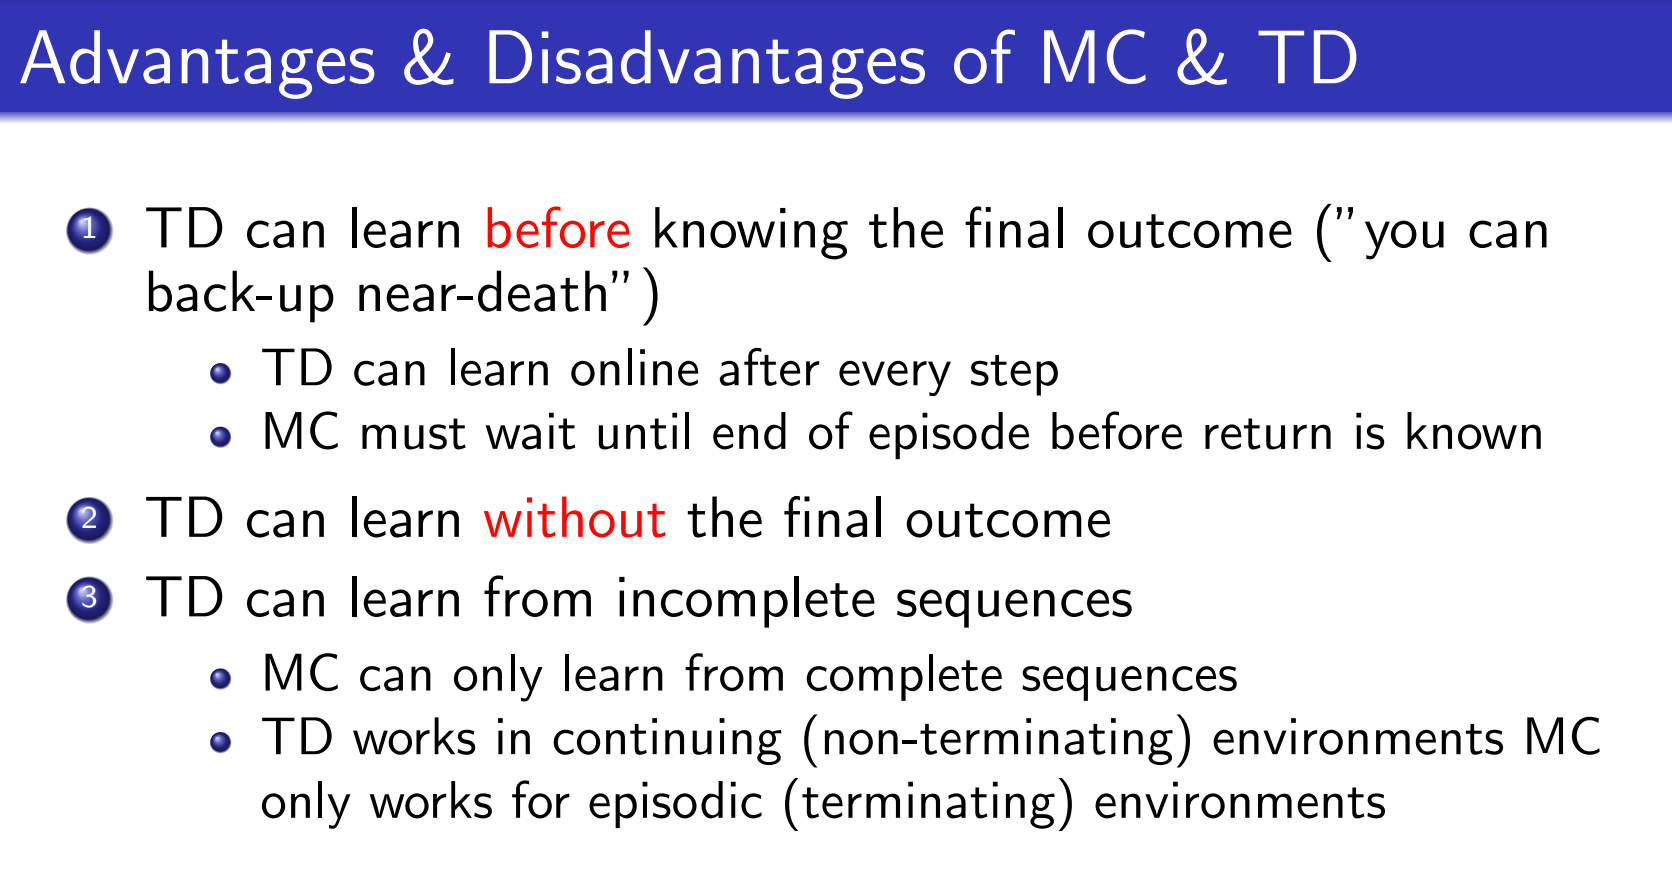 Advantages & Disadvantages of MC & TD
1 TD can learn before knowing the final outcome ("you can
back-up near-death")
• TD can learn online after every step
• MC must wait until end of episode before return is known
2 TD can learn without the final outcome
3 TD can learn from incomplete sequences
• MC can only learn from complete sequences
• TD works in continuing (non-terminating) environments MC
only works for episodic (terminating) environments